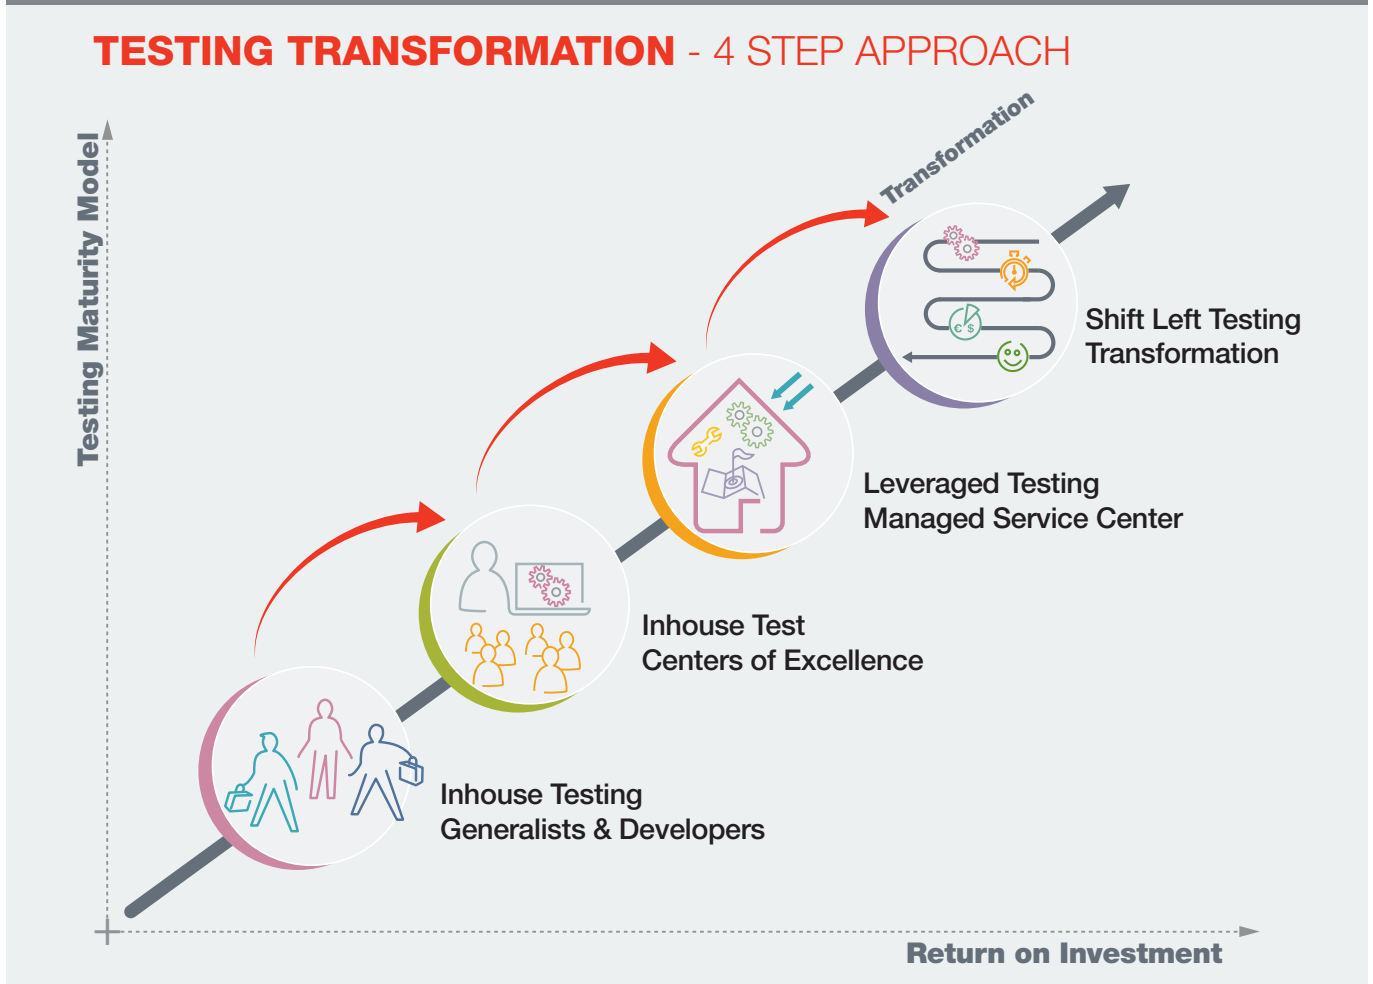 TESTING TRANSFORMATION - 4 STEP APPROACH
Transformation
Testing Maturity Model
Shift Left Testing
Transformation
€ $
Leveraged Testing
Managed Service Center
Inhouse Test
Centers of Excellence
Inhouse Testing
Generalists & Developers
Return on Investment